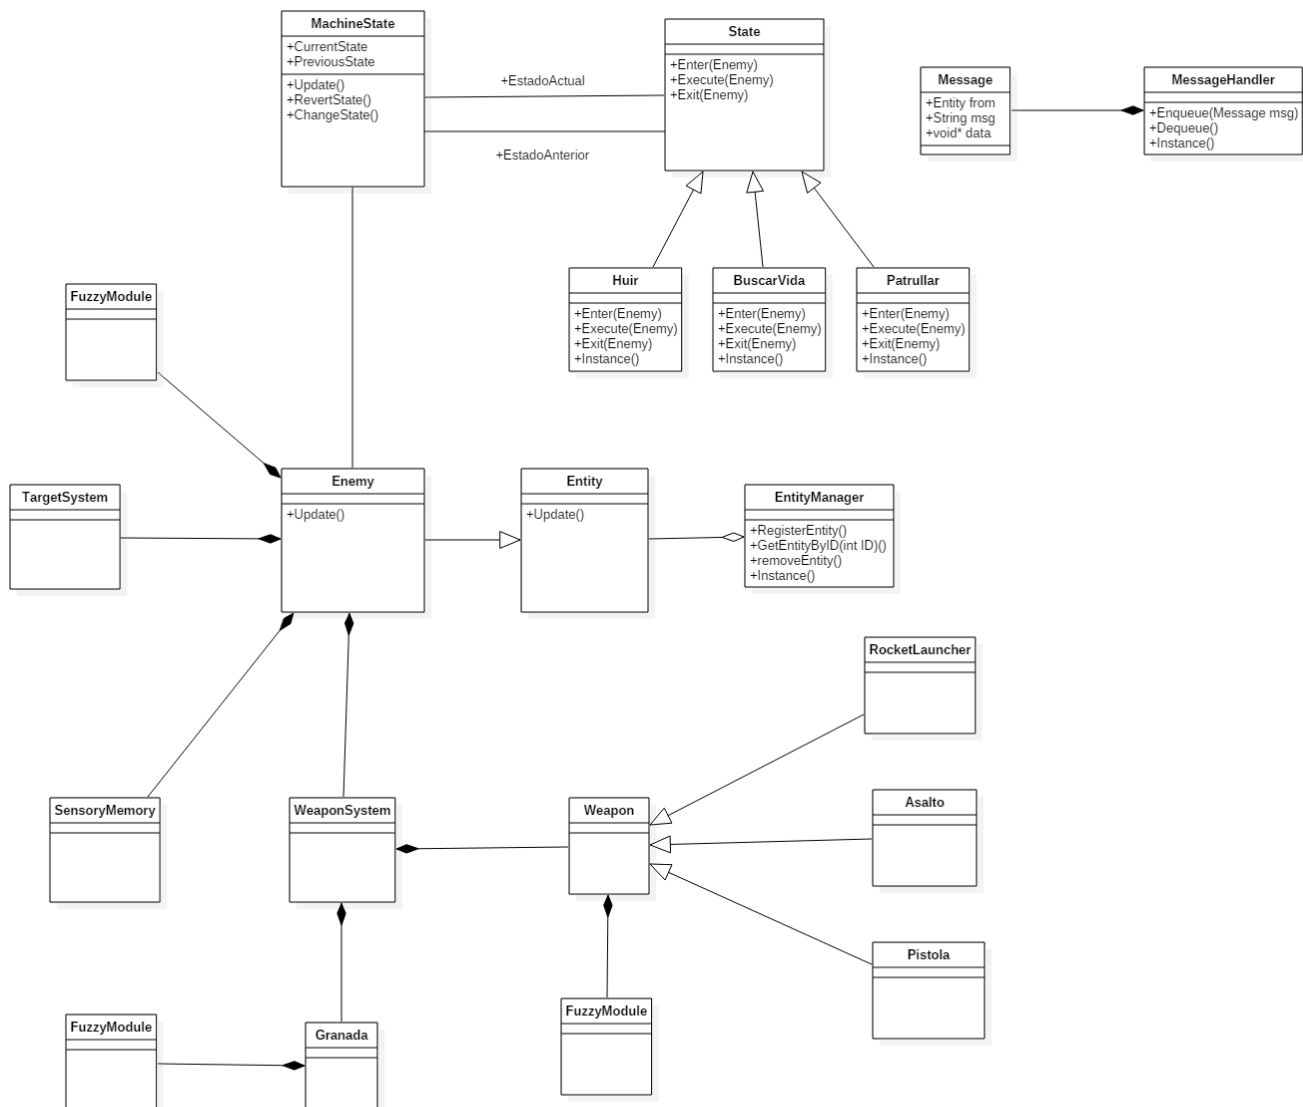 MachineState
+CurrentState
+PreviousState
+Update()
+RevertState()
+ChangeState()
+EstadoActual
+EstadoAnterior
State
+Enter(Enemy)
+Execute(Enemy)
+Exit(Enemy)
Message
+Entity from
+String msg
+void* data
MessageHandler
+Enqueue(Message msg)
+Dequeue()
+Instance()
Huir
+Enter(Enemy)
+Execute(Enemy)
+Exit(Enemy)
+Instance()
BuscarVida
+Enter(Enemy)
+Execute(Enemy)
+Exit(Enemy)
+Instance()
Patrullar
+Enter(Enemy)
+Execute(Enemy)
+Exit(Enemy)
+Instance()
FuzzyModule
TargetSystem
Enemy
+Update()
Entity
+Update()
EntityManager
+RegisterEntity()
+GetEntityByID(int ID)()
+removeEntity()
+Instance()
RocketLauncher
SensoryMemory
WeaponSystem
Weapon
Asalto
Pistola
FuzzyModule
Granada
FuzzyModule